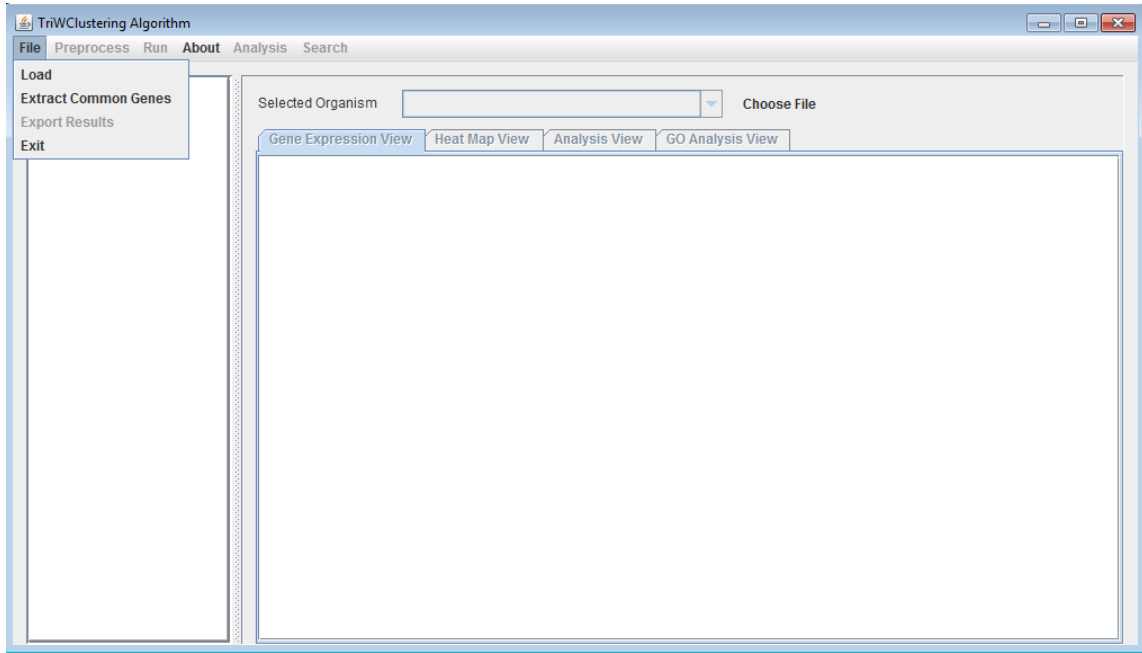 TriWClustering Algorithm
File Preprocess Run About Analysis Search
Load
Extract Common Genes
Export Results
Exit
Selected Organism Choose File
Gene Expression View Heat Map View Analysis View GO Analysis View